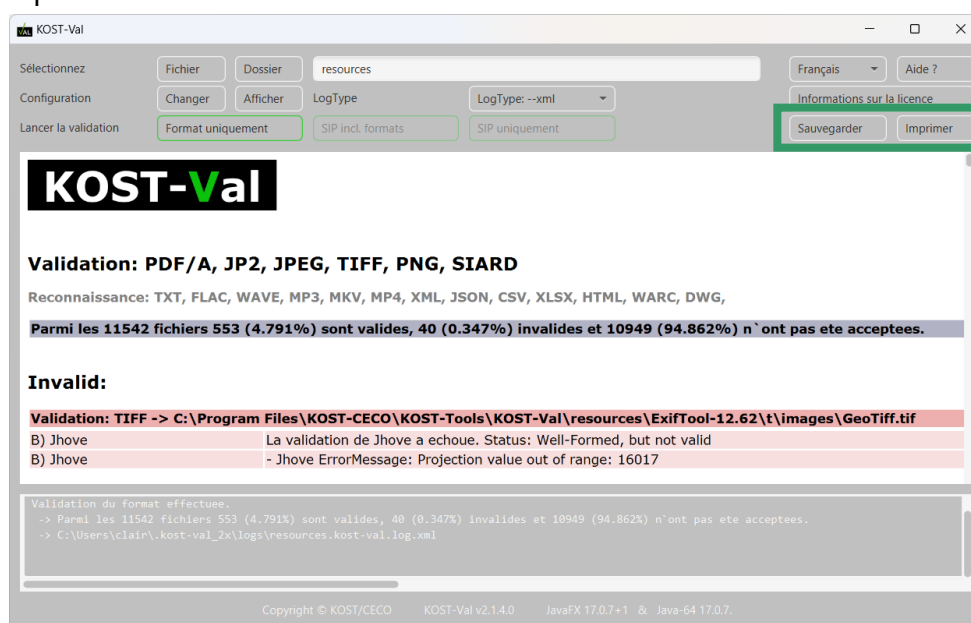 KOST-Val
Sélectionnez Fichier Dossier resources Français Aide ?
Configuration Changer Afficher LogType LogType: --xml Informations sur la licence
Lancer la validation Format uniquement SIP incl. formats SIP uniquement Sauvegarder Imprimer
KOST-Val
Validation: PDF/A, JP2, JPEG, TIFF, PNG, SIARD
Reconnaissance: TXT, FLAC, WAVE, MP3, MKV, MP4, XML, JSON, CSV, XLSX, HTML, WARC, DWG,
Parmi les 11542 fichiers 553 (4.791%) sont valides, 40 (0.347%) invalides et 10949 (94.862%) n`ont pas ete acceptees.
Invalid:
Validation: TIFF -> C:\Program Files\KOST-CECO\KOST-Tools\KOST-Val\resources\ExifTool-12.62\t\images\GeoTiff.tif
B) Jhove La validation de Jhove a echoue. Status: Well-Formed, but not valid
B) Jhove - Jhove ErrorMessage: Projection value out of range: 16017
Validation du format effectuee.
-> Parmi les 11542 fichiers 553 (4.791%) sont valides, 40 (0.347%) invalides et 10949 (94.862%) n`ont pas ete acceptees.
-> C:\Users\clair\.kost-val_2x\logs\resources.kost-val.log.xml
Copyright © KOST/CECO KOST-Val v2.1.4.0 JavaFX 17.0.7+1 & Java-64 17.0.7.